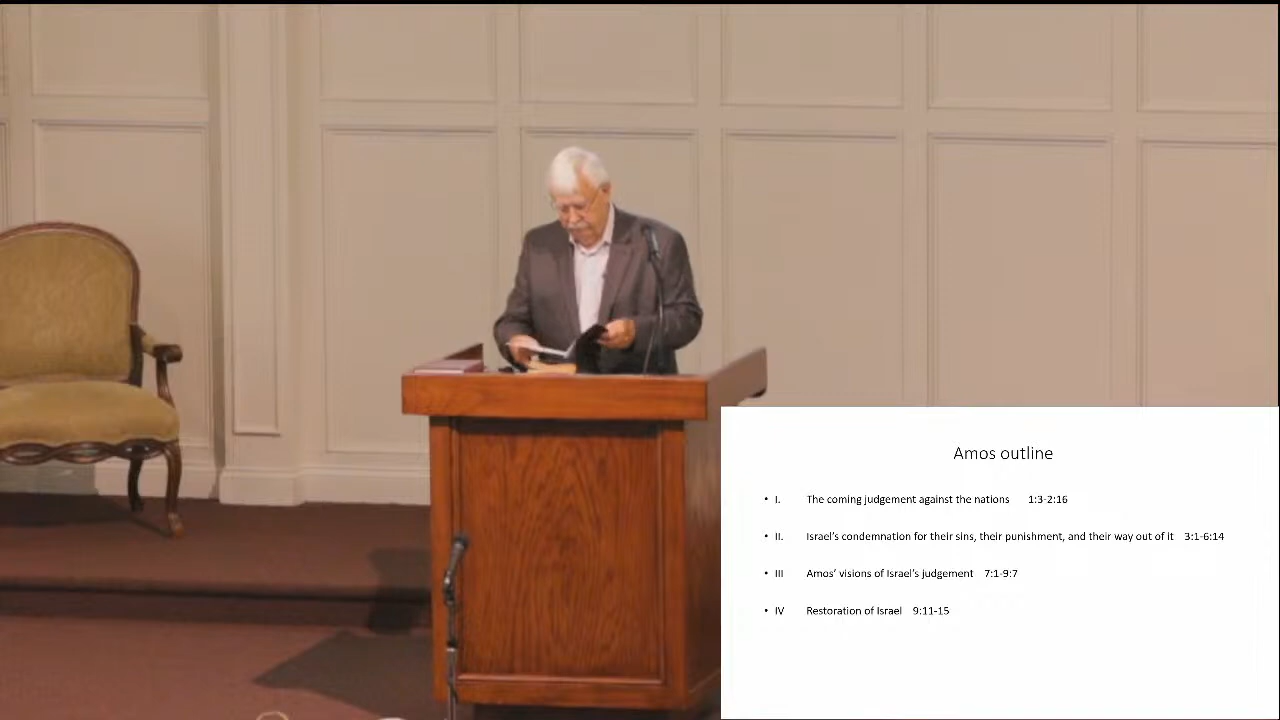 Amos outline
• I. The coming judgement against the nations 1:3-2:16
• II. Israel's condemnation for their sins, their punishment, and their way out of it 3:1-6:14
• III Amos' visions of Israel's judgement 7:1-9:7
• IV Restoration of Israel 9:11-15